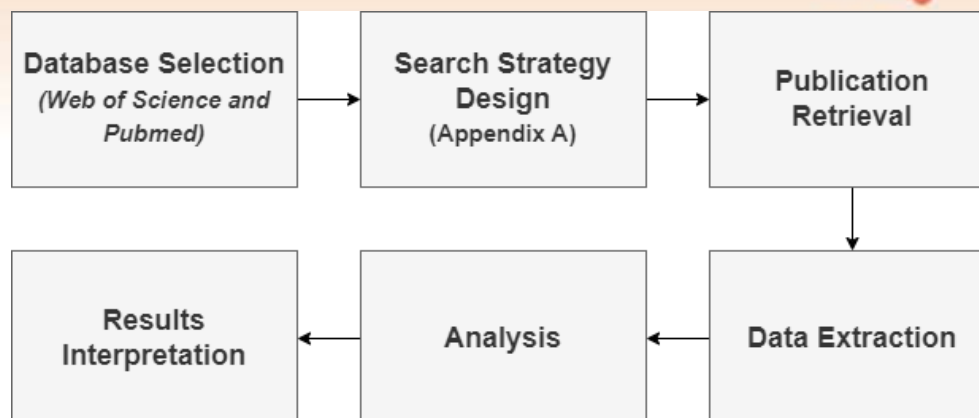 Database Selection
(Web of Science and
Pubmed)
Search Strategy
Design
(Appendix A)
Publication
Retrieval
Data Extraction
Analysis
Results
Interpretation